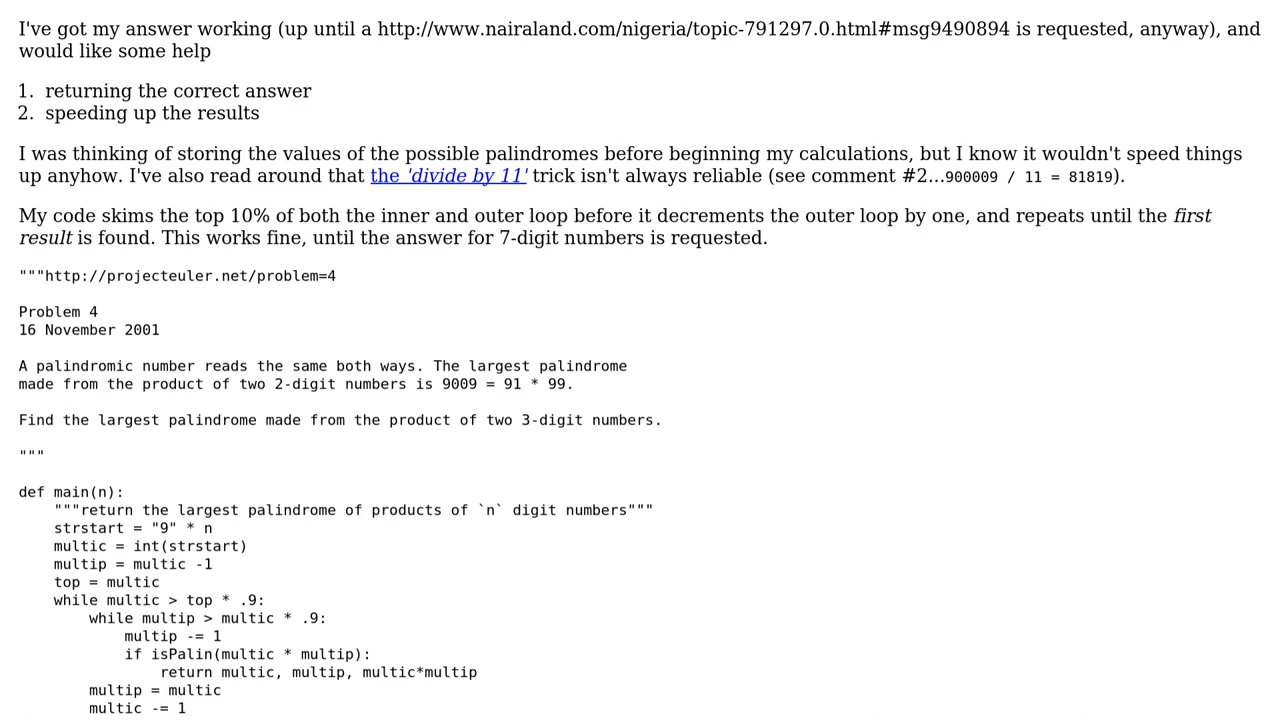 I've got my answer working (up until a http://www.nairaland.com/nigeria/topic-791297.0.html#msg9490894 is requested, anyway), and
would like some help
1. returning the correct answer
2. speeding up the results
I was thinking of storing the values of the possible palindromes before beginning my calculations, but I know it wouldn't speed things
up anyhow. I've also read around that the 'divide by 11' trick isn't always reliable (see comment #2...900009 / 11 = 81819).
My code skims the top 10% of both the inner and outer loop before it decrements the outer loop by one, and repeats until the first
result is found. This works fine, until the answer for 7-digit numbers is requested.
"""http://projecteuler.net/problem=4
Problem 4
16 November 2001
A palindromic number reads the same both ways. The largest palindrome
made from the product of two 2-digit numbers is 9009 = 91 * 99.
Find the largest palindrome made from the product of two 3-digit numbers.
"""
def main(n):
    """return the largest palindrome of products of `n` digit numbers"""
    strstart = "9" * n
    multic = int(strstart)
    multip = multic -1
    top = multic
    while multic > top * .9:
        while multip > multic * .9:
            multip -= 1
            if isPalin(multic * multip):
                return multic, multip, multic*multip
        multip = multic
        multic -= 1